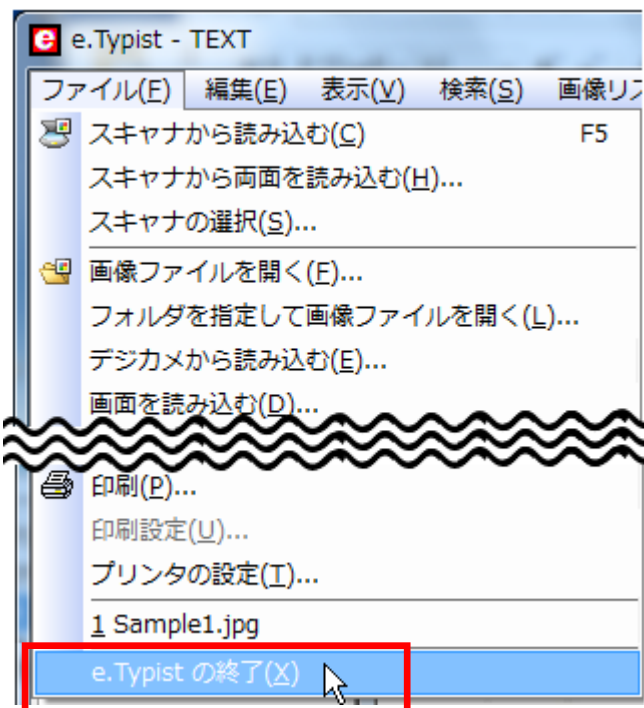 e.Typist - TEXT
ファイル(F) 編集(E) 表示(V) 検索(S) 画像リス
スキャナから読み込む(C) F5
スキャナから両面を読み込む(H)...
スキャナの選択(S)...
画像ファイルを開く(F)...
フォルダを指定して画像ファイルを開く(L)...
デジカメから読み込む(E)...
画面を読み込む(D)...
印刷(P)...
印刷設定(U)...
プリンタの設定(T)...
1 Sample1.jpg
e.Typist の終了(X)